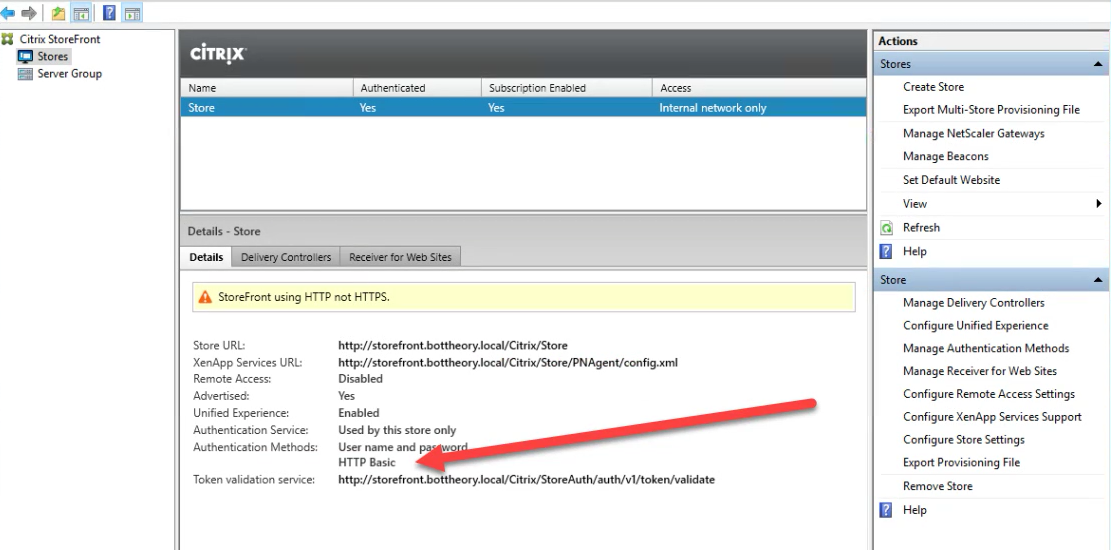 Citrix StoreFront
Stores
Server Group
CİTRIX
Name Authenticated Subscription Enabled Access
Store Yes Yes Internal network only
Details - Store
Details Delivery Controllers Receiver for Web Sites
StoreFront using HTTP not HTTPS.
Store URL: http://storefront.bottheory.local/Citrix/Store
XenApp Services URL: http://storefront.bottheory.local/Citrix/Store/PNAgent/config.xml
Remote Access: Disabled
Advertised: Yes
Unified Experience: Enabled
Authentication Service: Used by this store only
Authentication Methods: User name and password
HTTP Basic
Token validation service: http://storefront.bottheory.local/Citrix/StoreAuth/auth/v1/token/validate
Actions
Stores
Create Store
Export Multi-Store Provisioning File
Manage NetScaler Gateways
Manage Beacons
Set Default Website
View
Refresh
Help
Store
Manage Delivery Controllers
Configure Unified Experience
Manage Authentication Methods
Manage Receiver for Web Sites
Configure Remote Access Settings
Configure XenApp Services Support
Configure Store Settings
Export Provisioning File
Remove Store
Help